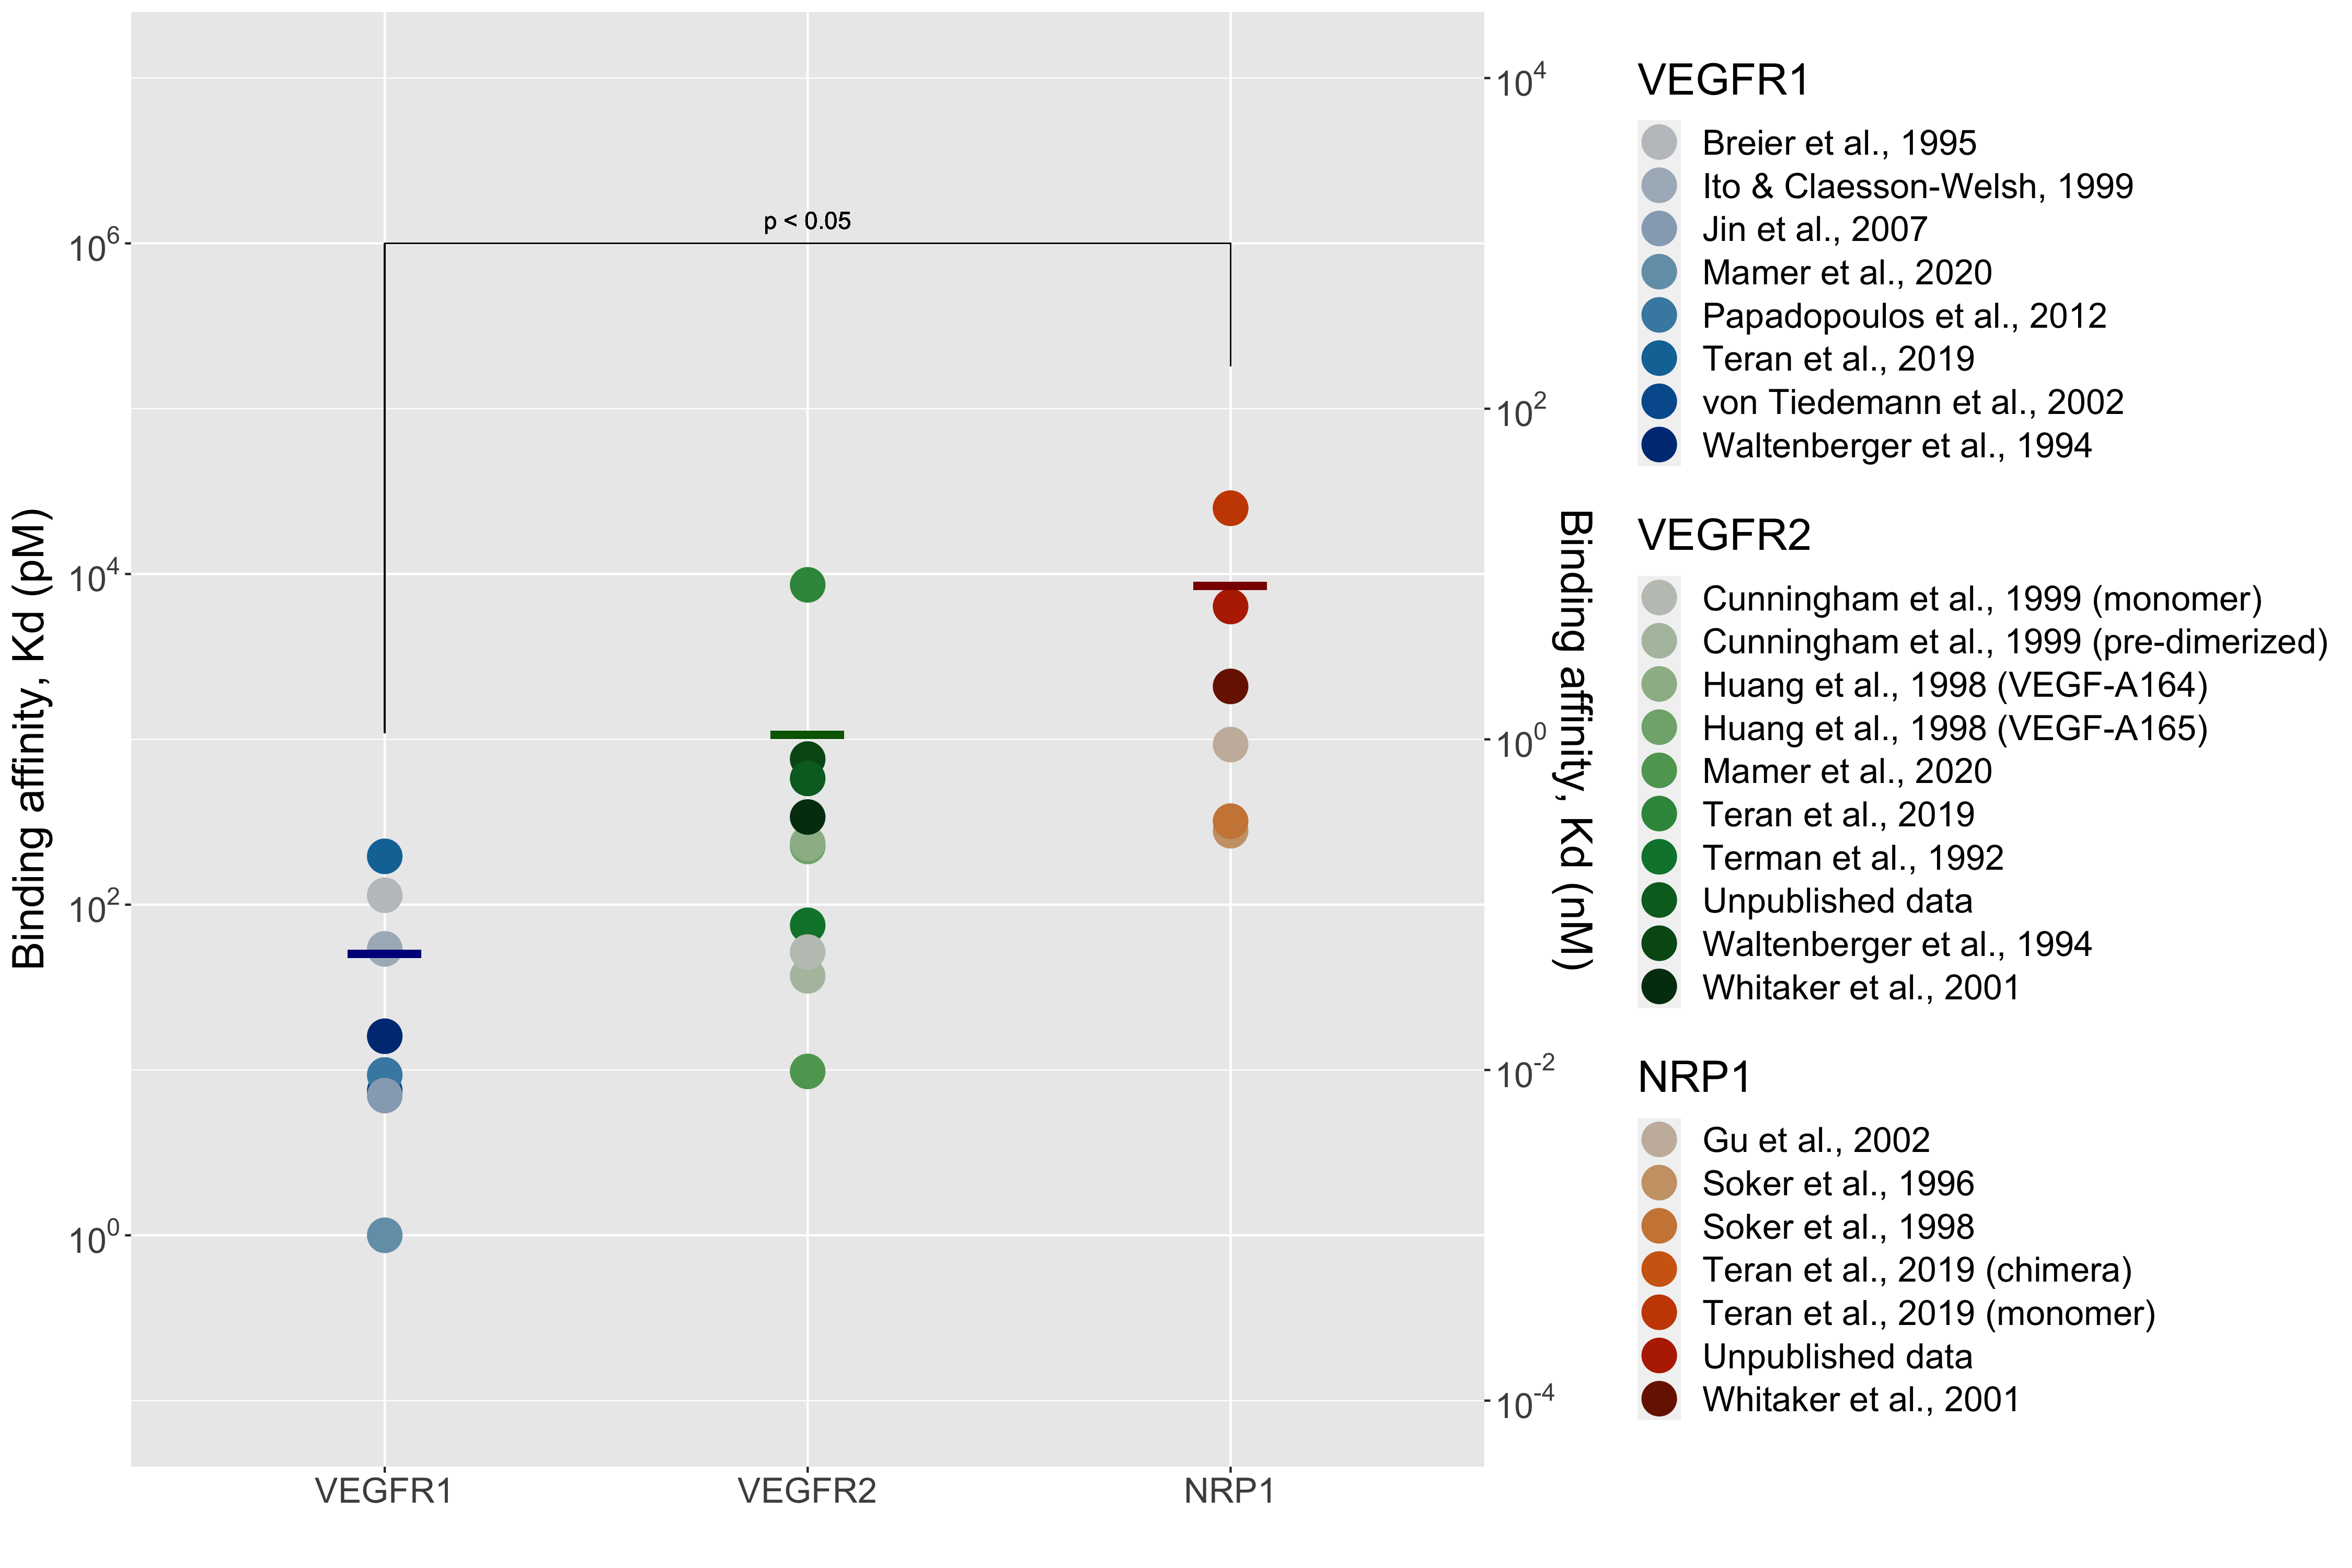 Binding affinity, Kd (pM)
10^6
10^4
10^2
10^0
p < 0.05
VEGFR1
VEGFR2
NRP1
10^4
10^2
10^0
10^-2
10^-4
Binding affinity, Kd (nM)
VEGFR1
Breier et al., 1995
Ito & Claesson-Welsh, 1999
Jin et al., 2007
Mamer et al., 2020
Papadopoulos et al., 2012
Teran et al., 2019
von Tiedemann et al., 2002
Waltenberger et al., 1994
VEGFR2
Cunningham et al., 1999 (monomer)
Cunningham et al., 1999 (pre-dimerized)
Huang et al., 1998 (VEGF-A164)
Huang et al., 1998 (VEGF-A165)
Mamer et al., 2020
Teran et al., 2019
Terman et al., 1992
Unpublished data
Waltenberger et al., 1994
Whitaker et al., 2001
NRP1
Gu et al., 2002
Soker et al., 1996
Soker et al., 1998
Teran et al., 2019 (chimera)
Teran et al., 2019 (monomer)
Unpublished data
Whitaker et al., 2001